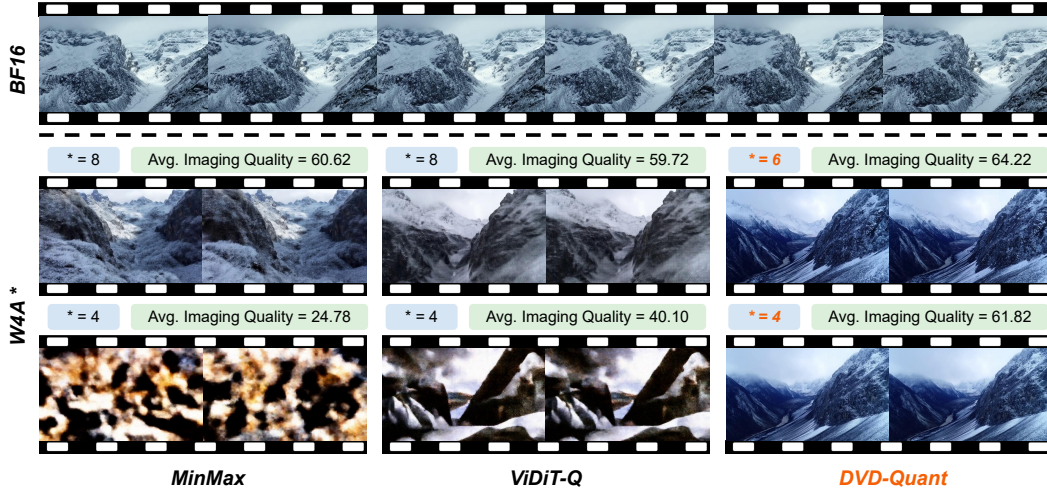 BF16
* = 8 Avg. Imaging Quality = 60.62 * = 8 Avg. Imaging Quality = 59.72 * = 6 Avg. Imaging Quality = 64.22
W4A *
* = 4 Avg. Imaging Quality = 24.78 * = 4 Avg. Imaging Quality = 40.10 * = 4 Avg. Imaging Quality = 61.82
MinMax ViDiT-Q DVD-Quant